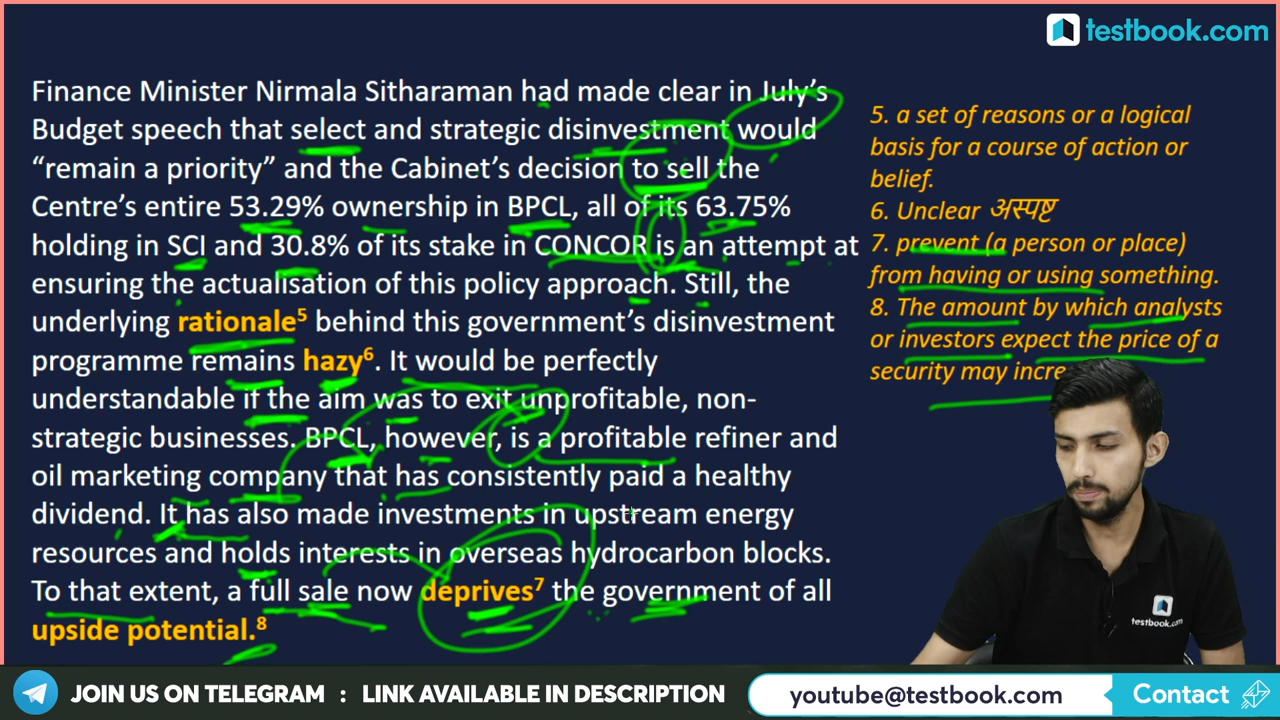 testbook.com
Finance Minister Nirmala Sitharaman had made clear in July's
Budget speech that select and strategic disinvestment would
“remain a priority” and the Cabinet's decision to sell the
Centre's entire 53.29% ownership in BPCL, all of its 63.75%
holding in SCI and 30.8% of its stake in CONCOR is an attempt at
ensuring the actualisation of this policy approach. Still, the
underlying rationale5 behind this government's disinvestment
programme remains hazy6. It would be perfectly
understandable if the aim was to exit unprofitable, non-
strategic businesses. BPCL, however, is a profitable refiner and
oil marketing company that has consistently paid a healthy
dividend. It has also made investments in upstream energy
resources and holds interests in overseas hydrocarbon blocks.
To that extent, a full sale now deprives7 the government of all
upside potential.8
5. a set of reasons or a logical
basis for a course of action or
belief.
6. Unclear अस्पष्ट
7. prevent (a person or place)
from having or using something.
8. The amount by which analysts
or investors expect the price of a
security may
testbook.com
JOIN US ON TELEGRAM : LINK AVAILABLE IN DESCRIPTION
youtube@testbook.com
Contact